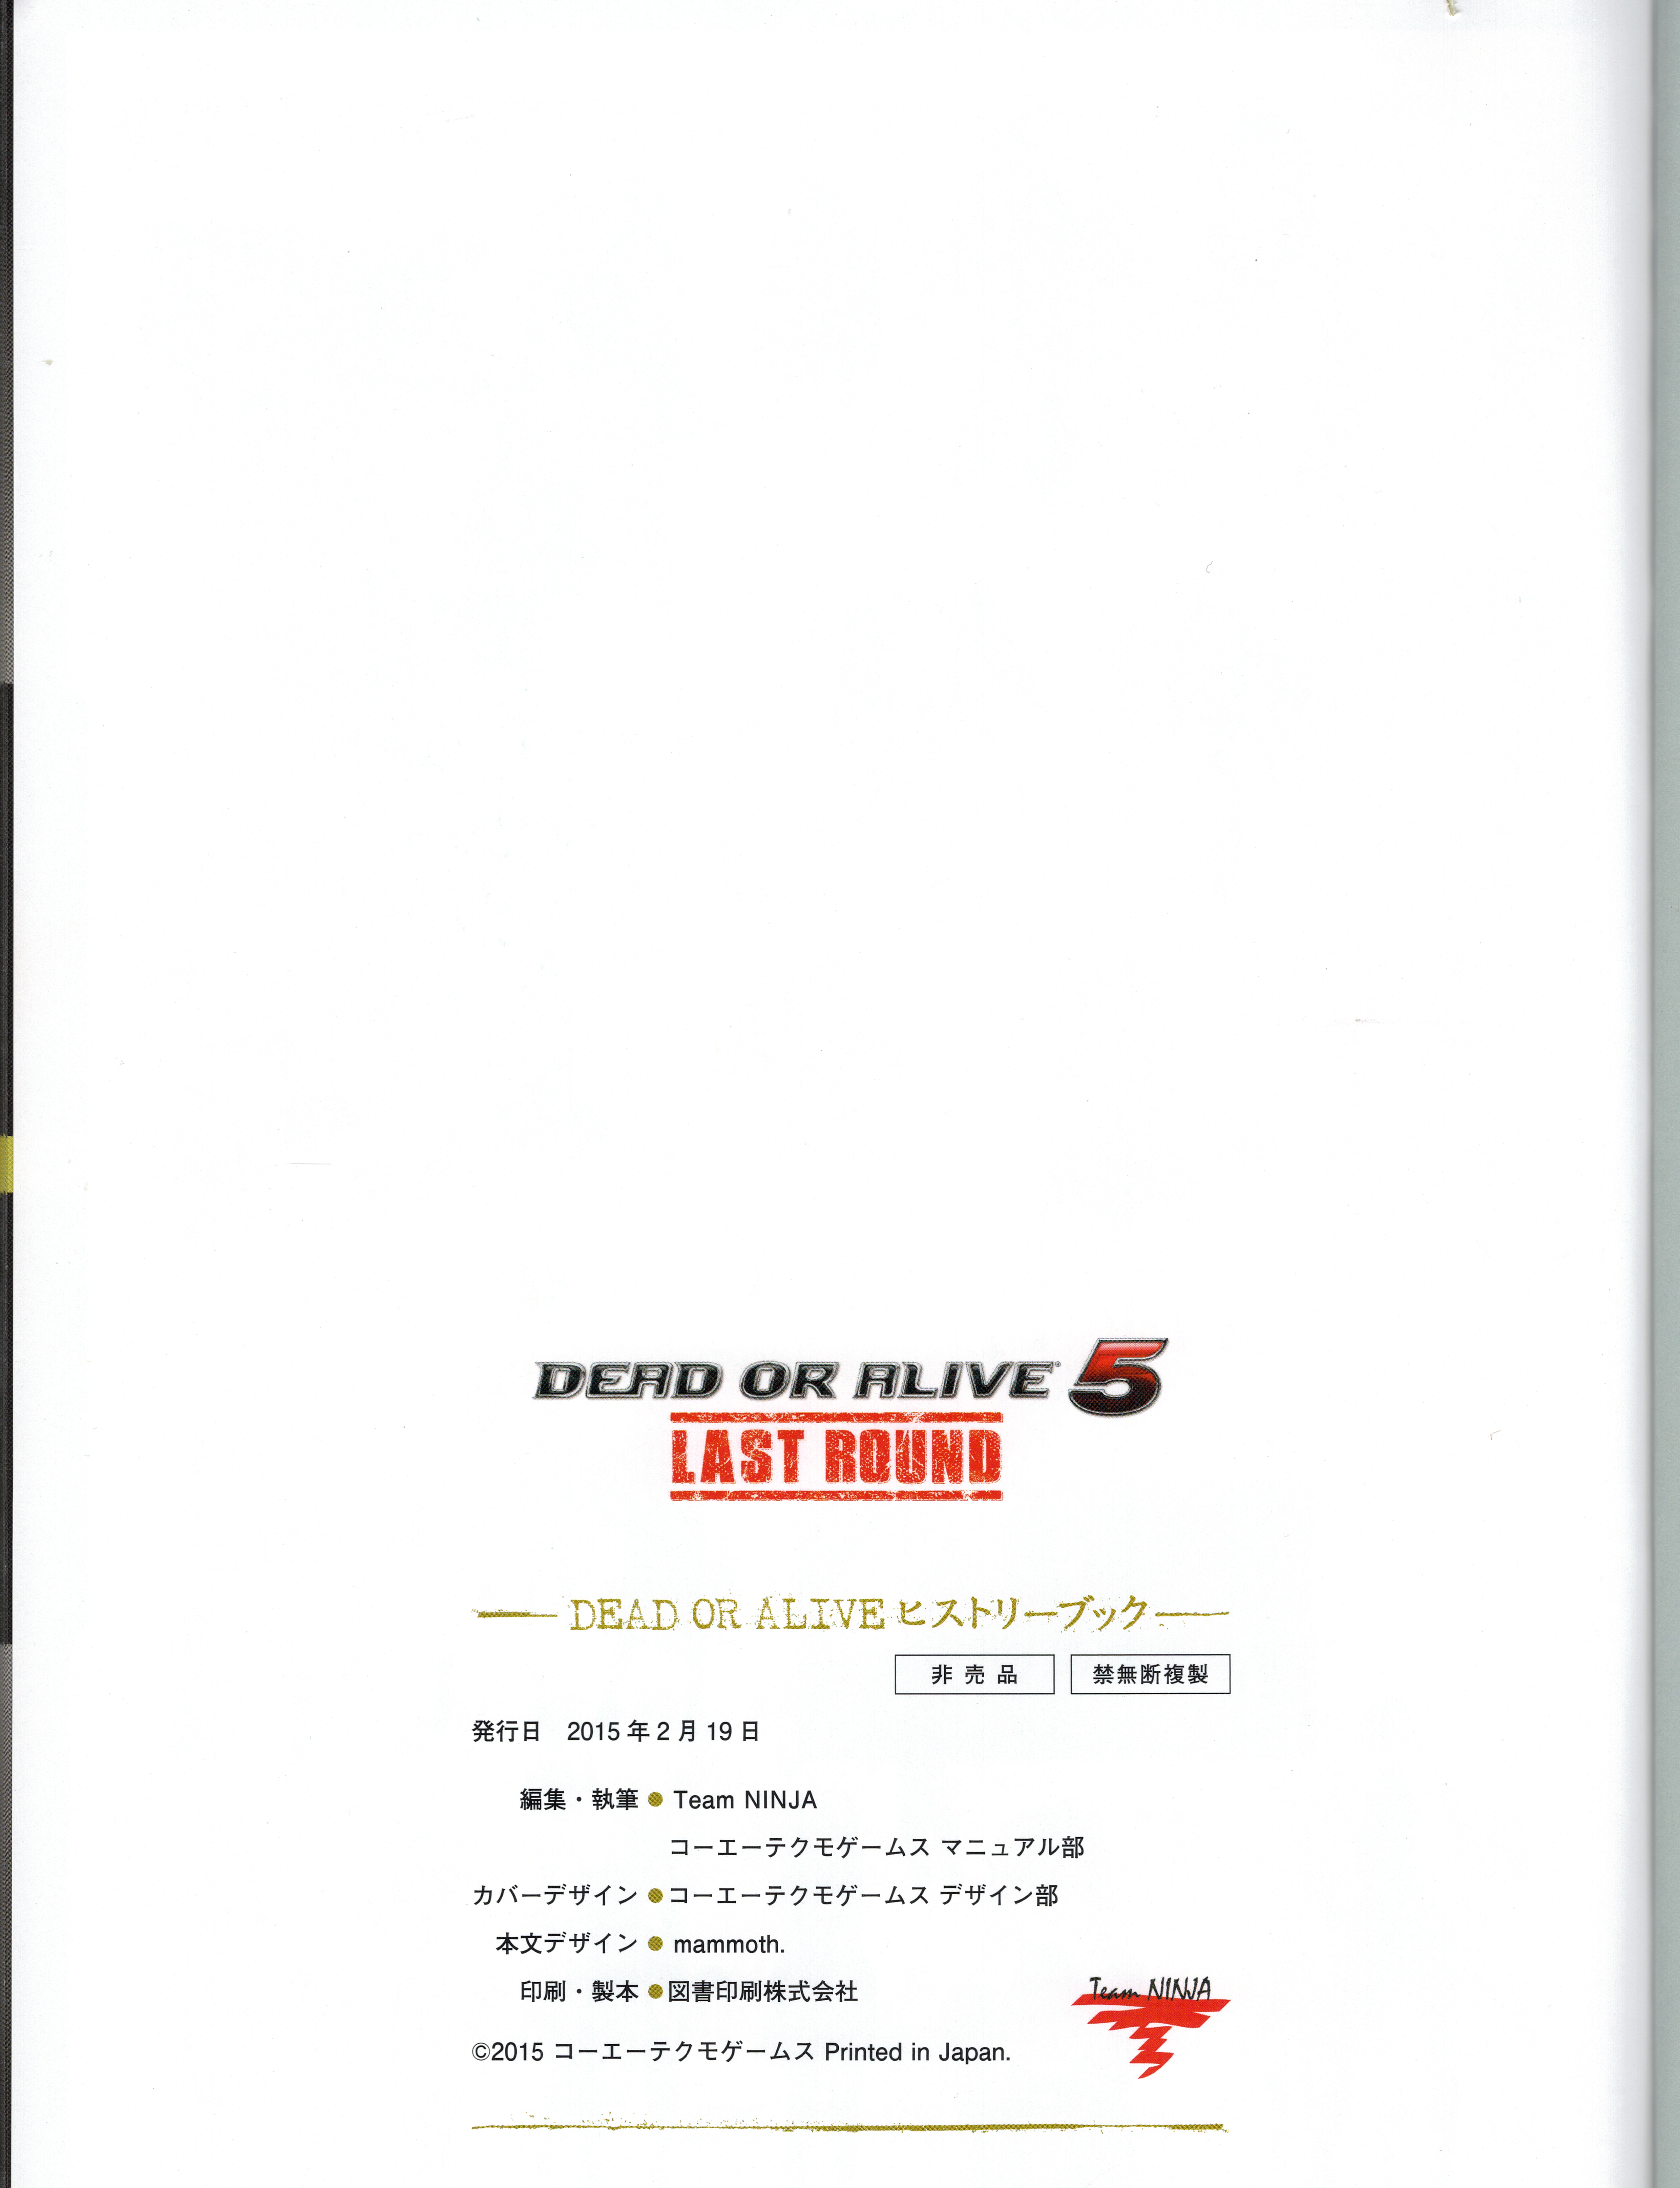 DEAD OR ALIVE 5
LAST ROUND
DEAD OR ALIVE ヒストリーブック
非売品 禁無断複製
発行日 2015年2月19日
編集・執筆 ● Team NINJA
コーエーテクモゲームス マニュアル部
カバーデザイン ● コーエーテクモゲームス デザイン部
本文デザイン ● mammoth.
印刷・製本 ● 図書印刷株式会社
Team NINJA
©2015 コーエーテクモゲームス Printed in Japan.